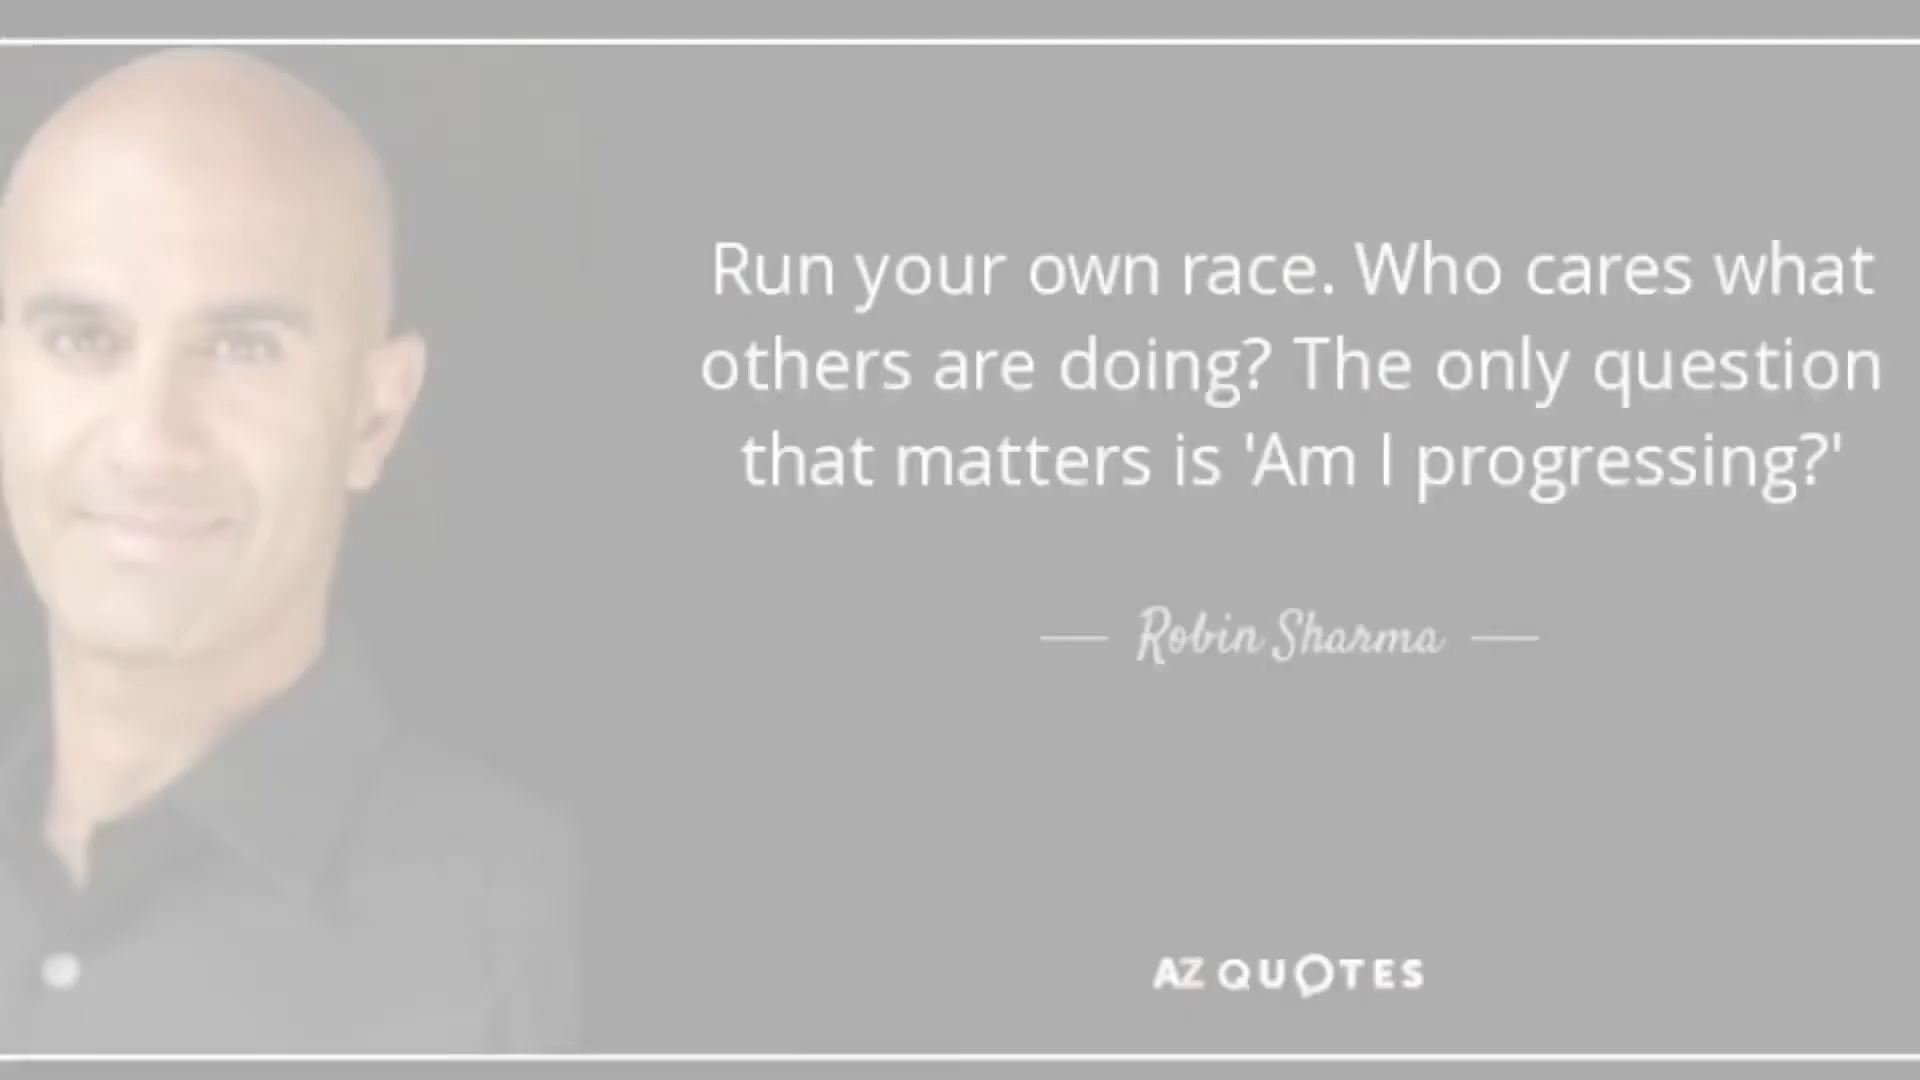 Run your own race. Who cares what
others are doing? The only question
that matters is 'Am I progressing?'
Robin Sharma
AZ QUOTES